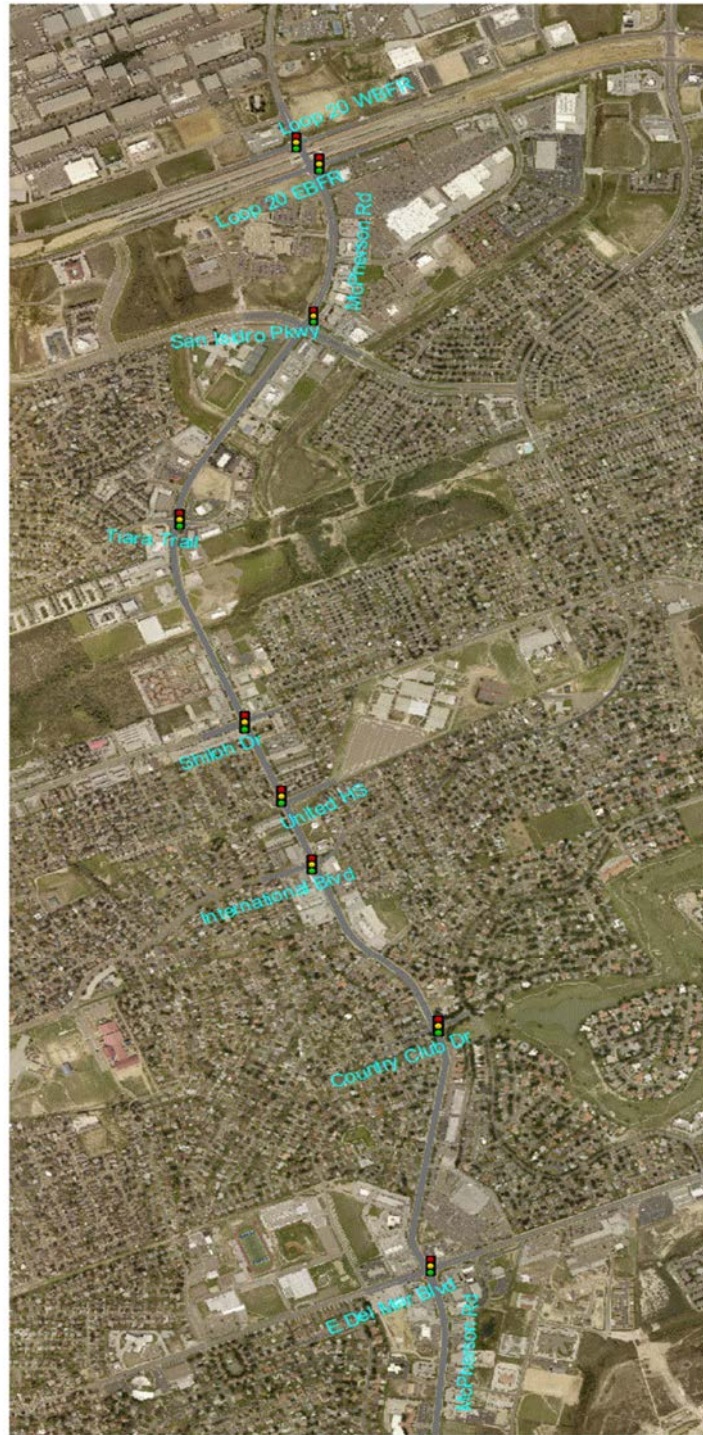 Loop 20 WBFR
Loop 20 EBFR
McPherson Rd
San Isidro Pkwy
Tiara Trail
Shiloh Dr
United HS
International Blvd
Country Club Dr
E Del Mar Blvd
McPherson Rd